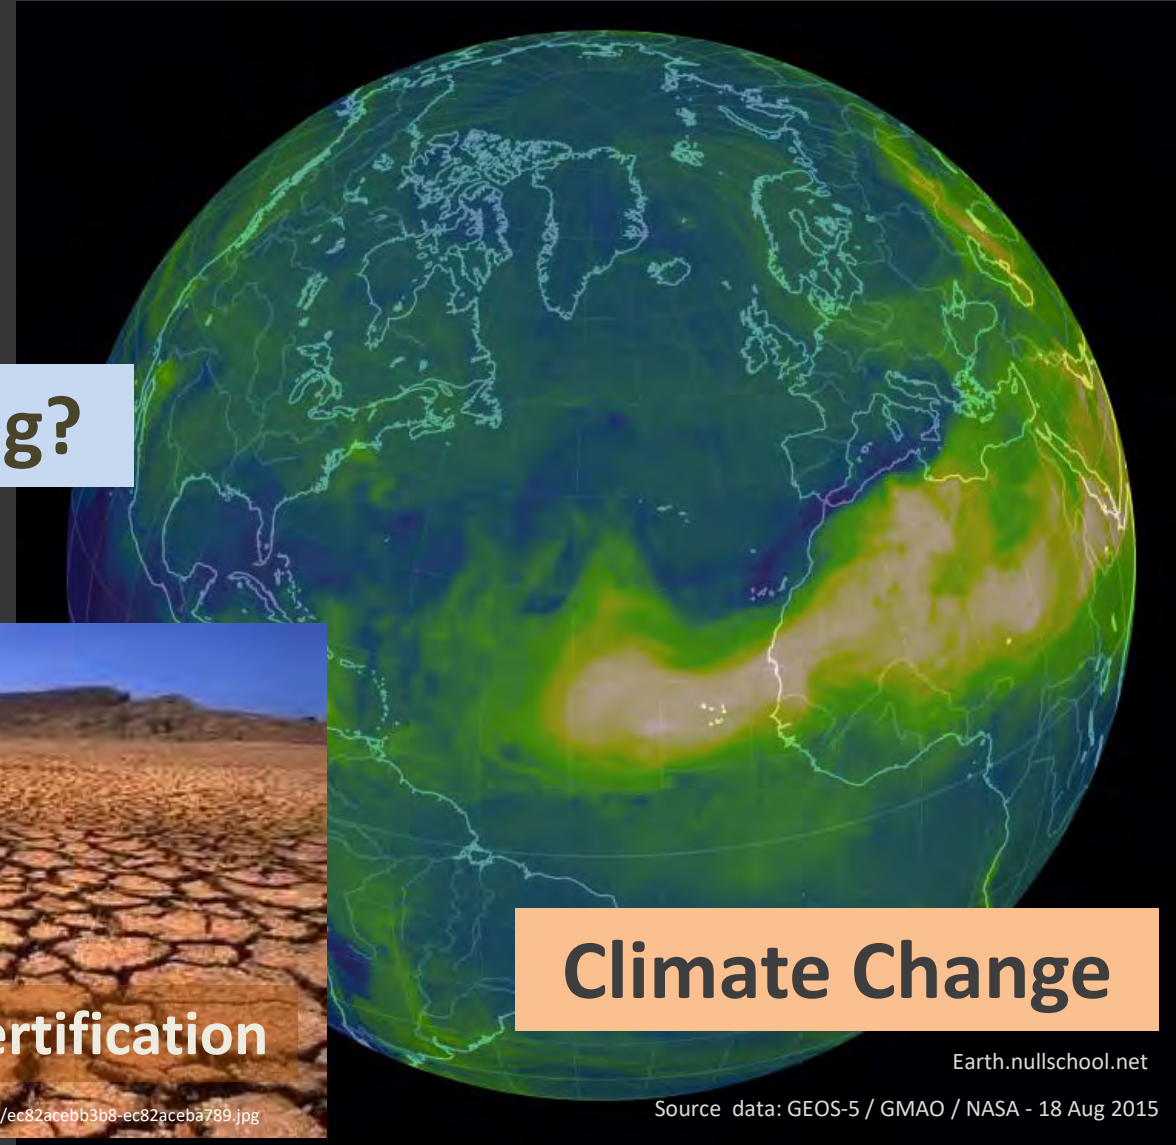 g?
Climate Change
ertification
Earth.nullschool.net
/ec82acebb3b8-ec82aceba789.jpg
Source data: GEOS-5 / GMAO / NASA - 18 Aug 2015